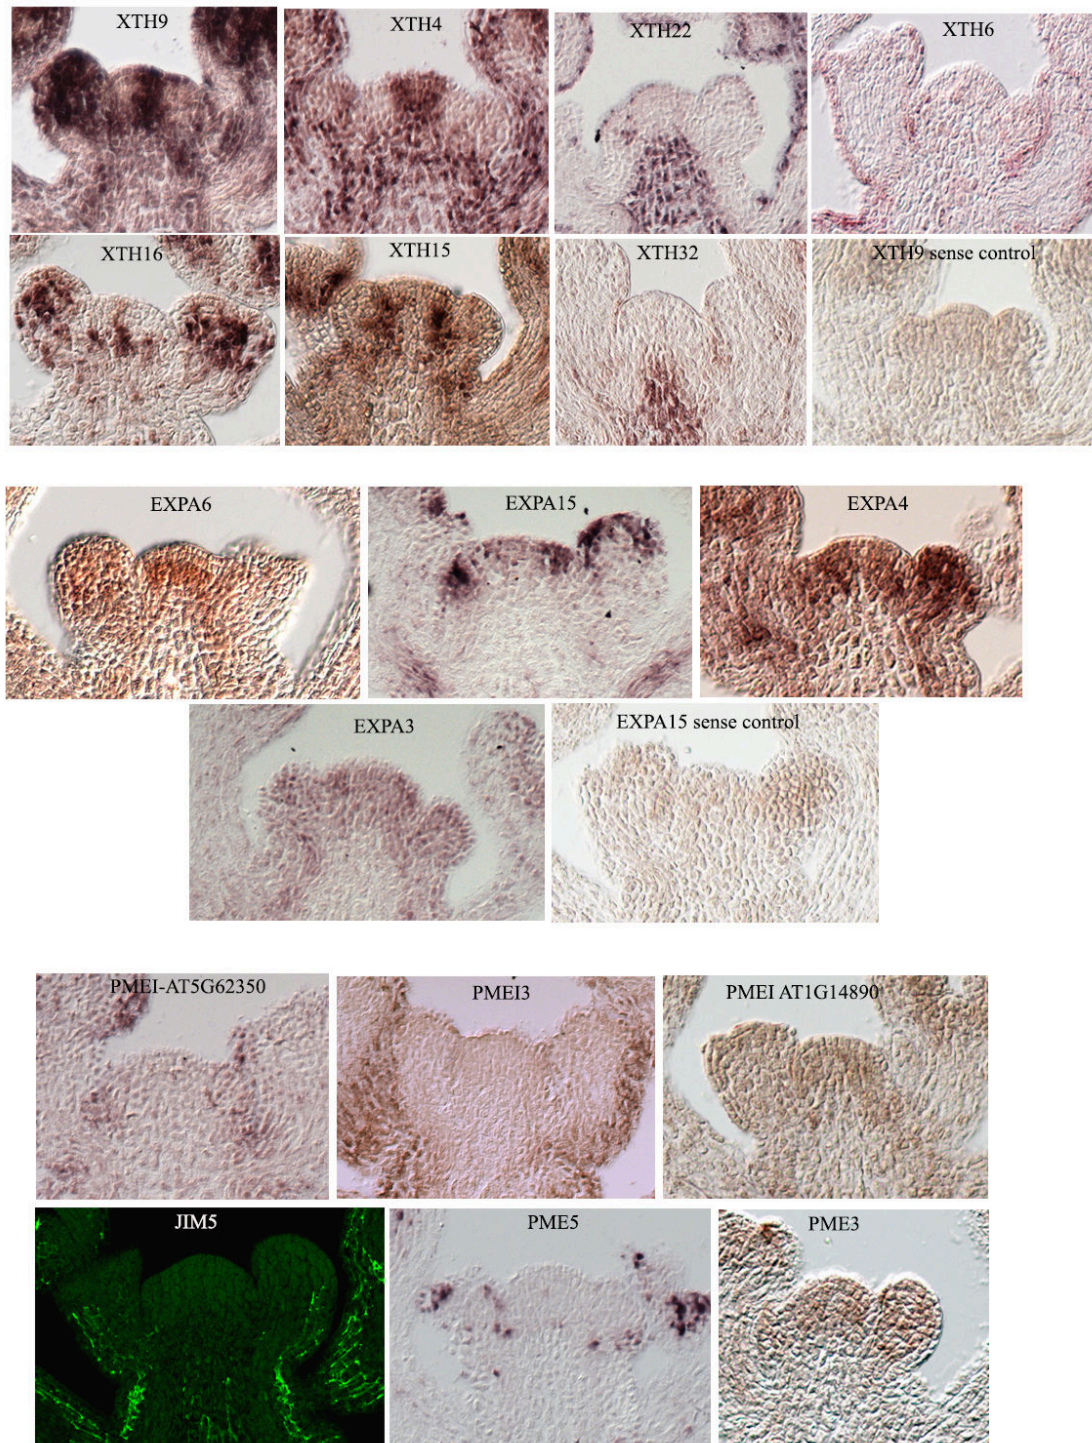 XTH9
XTH4
XTH22
XTH6
XTH16
XTH15
XTH32
XTH9 sense control
EXPA6
EXPA15
EXPA4
EXPA3
EXPA15 sense control
PMEI-AT5G62350
PMEI3
PMEI AT1G14890
JIM5
PME5
PME3